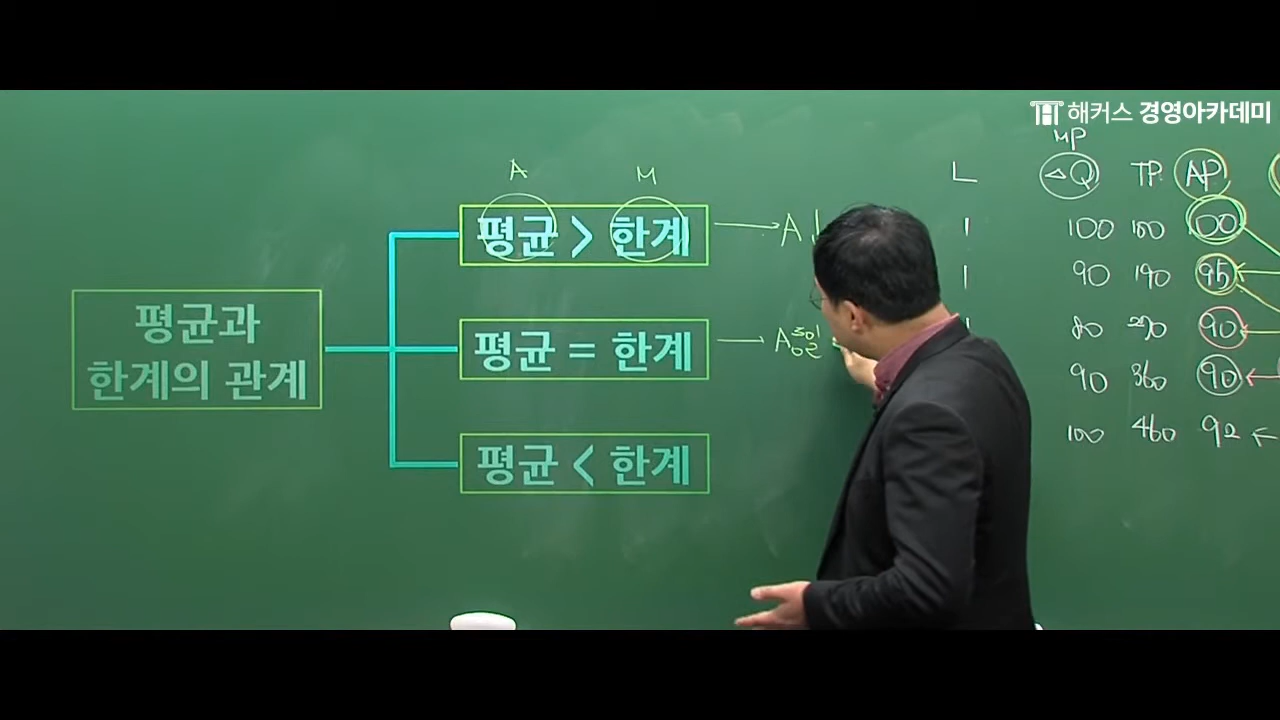 해커스 경영아카데미
MP
L △Q TP AP
A M
평균 > 한계 → A↓
평균 = 한계 → A
평균 < 한계
평균과
한계의 관계
1 100 100 100
1 90 190 95
80 270 90
90 360 90
100 460 92